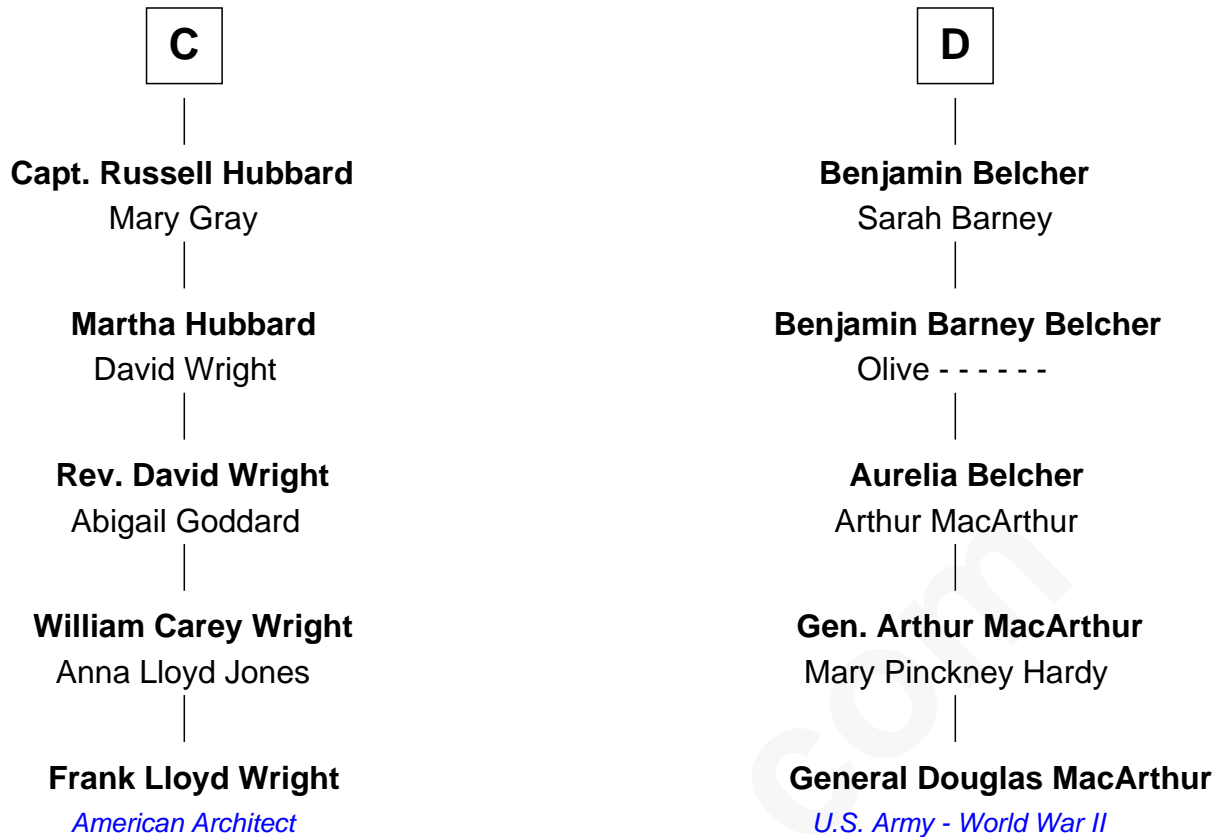 C
Capt. Russell Hubbard
Mary Gray
Martha Hubbard
David Wright
Rev. David Wright
Abigail Goddard
William Carey Wright
Anna Lloyd Jones
Frank Lloyd Wright
American Architect
D
Benjamin Belcher
Sarah Barney
Benjamin Barney Belcher
Olive - - - - - -
Aurelia Belcher
Arthur MacArthur
Gen. Arthur MacArthur
Mary Pinckney Hardy
General Douglas MacArthur
U.S. Army - World War II
com